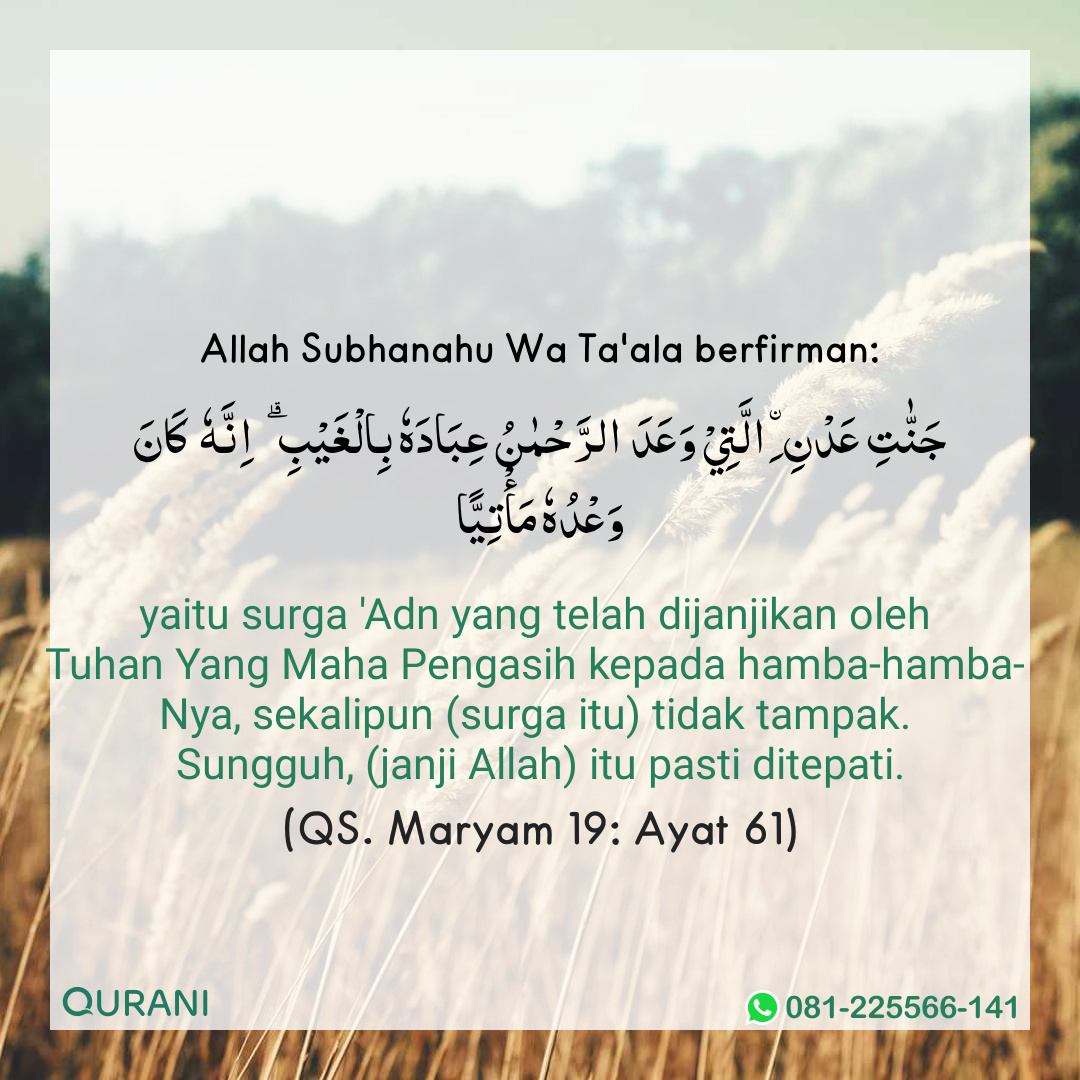 Allah Subhanahu Wa Ta'ala berfirman:
جَنّٰتِ عَدْنِ ِۨالَّتِيْ وَعَدَ الرَّحْمٰنُ عِبَادَهٗ بِالْغَيْبِۗ اِنَّهٗ كَانَ
وَعْدُهٗ مَأْتِيًّا
yaitu surga 'Adn yang telah dijanjikan oleh
Tuhan Yang Maha Pengasih kepada hamba-hamba-
Nya, sekalipun (surga itu) tidak tampak.
Sungguh, (janji Allah) itu pasti ditepati.
(QS. Maryam 19: Ayat 61)
QURANI
081-225566-141